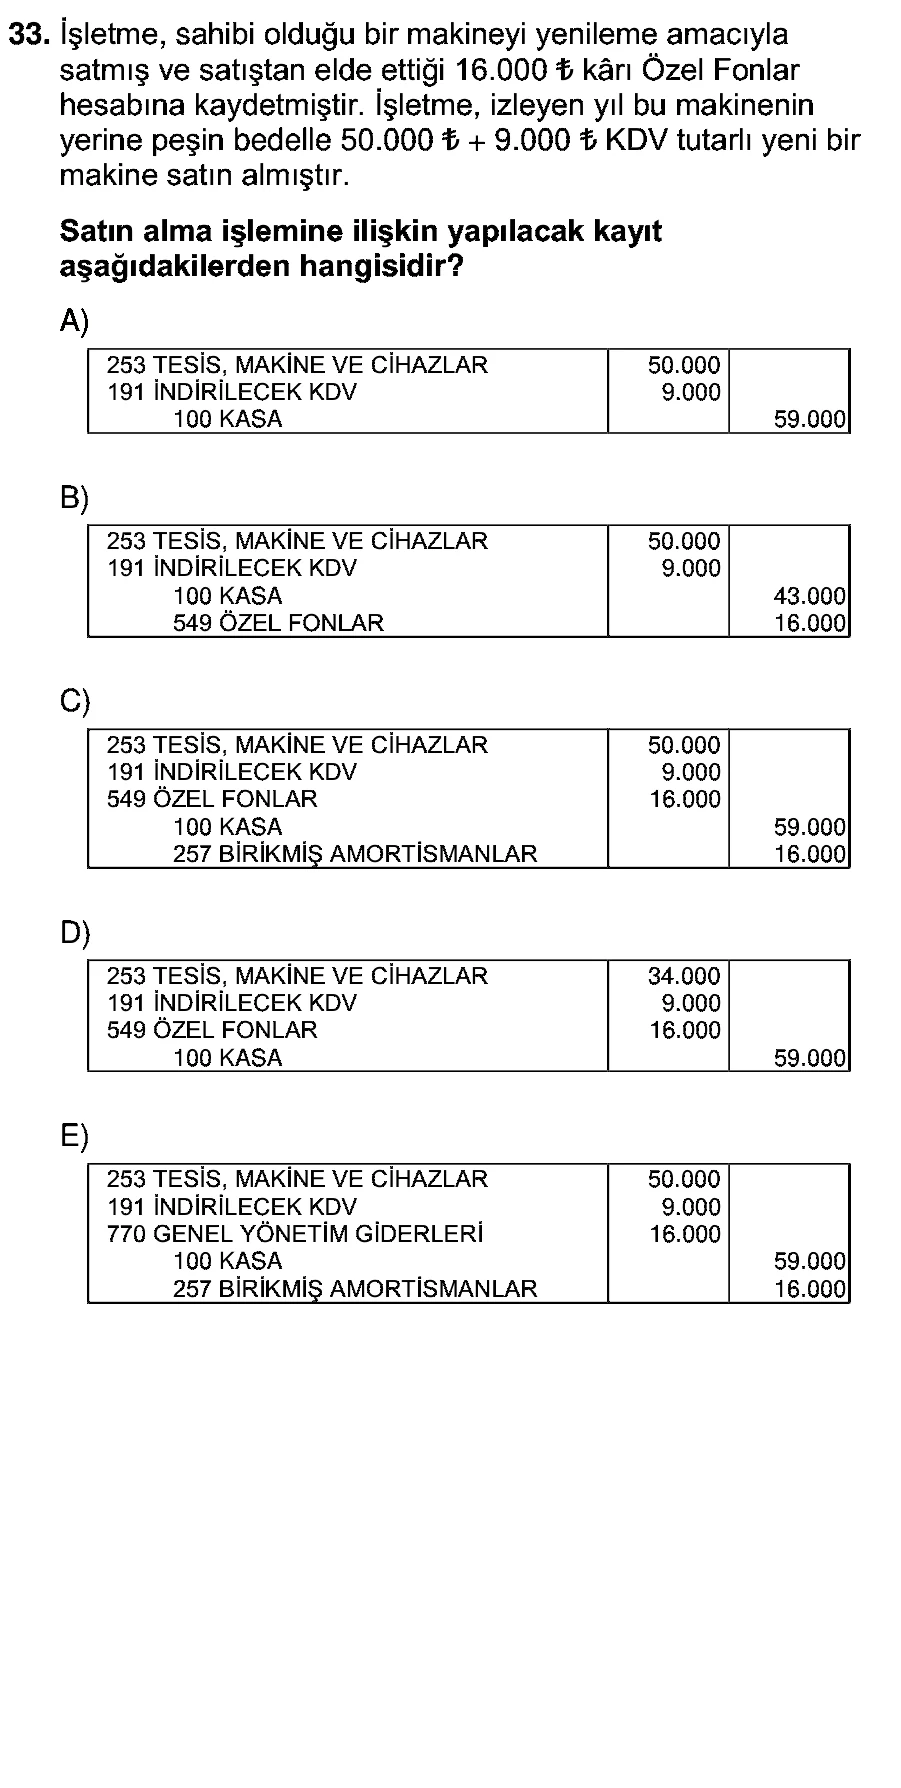 33. İşletme, sahibi olduğu bir makineyi yenileme amacıyla
satmış ve satıştan elde ettiği 16.000 ₺ kârı Özel Fonlar
hesabına kaydetmiştir. İşletme, izleyen yıl bu makinenin
yerine peşin bedelle 50.000 ₺ + 9.000 ₺ KDV tutarlı yeni bir
makine satın almıştır.
Satın alma işlemine ilişkin yapılacak kayıt
aşağıdakilerden hangisidir?
A)
253 TESİS, MAKİNE VE CİHAZLAR 50.000
191 İNDİRİLECEK KDV 9.000
100 KASA 59.000
B)
253 TESİS, MAKİNE VE CİHAZLAR 50.000
191 İNDİRİLECEK KDV 9.000
100 KASA 43.000
549 ÖZEL FONLAR 16.000
C)
253 TESİS, MAKİNE VE CİHAZLAR 50.000
191 İNDİRİLECEK KDV 9.000
549 ÖZEL FONLAR 16.000
100 KASA 59.000
257 BİRİKMİŞ AMORTİSMANLAR 16.000
D)
253 TESİS, MAKİNE VE CİHAZLAR 34.000
191 İNDİRİLECEK KDV 9.000
549 ÖZEL FONLAR 16.000
100 KASA 59.000
E)
253 TESİS, MAKİNE VE CİHAZLAR 50.000
191 İNDİRİLECEK KDV 9.000
770 GENEL YÖNETİM GİDERLERİ 16.000
100 KASA 59.000
257 BİRİKMİŞ AMORTİSMANLAR 16.000